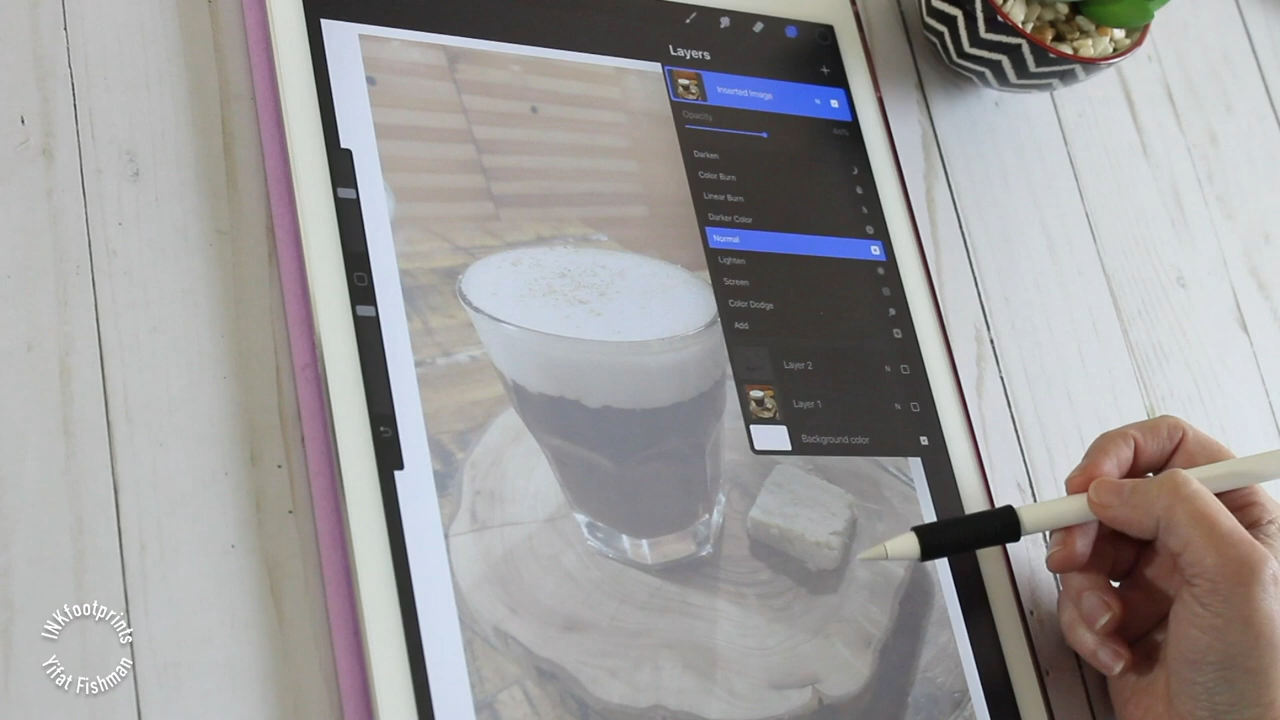 Layers
Inserted Image N
Opacity
Darken
Color Burn
Linear Burn
Darker Color
Normal
Lighten
Screen
Color Dodge
Add
Layer 2 N
Layer 1 N
Background color
INKfootprints
Yifat Fishman